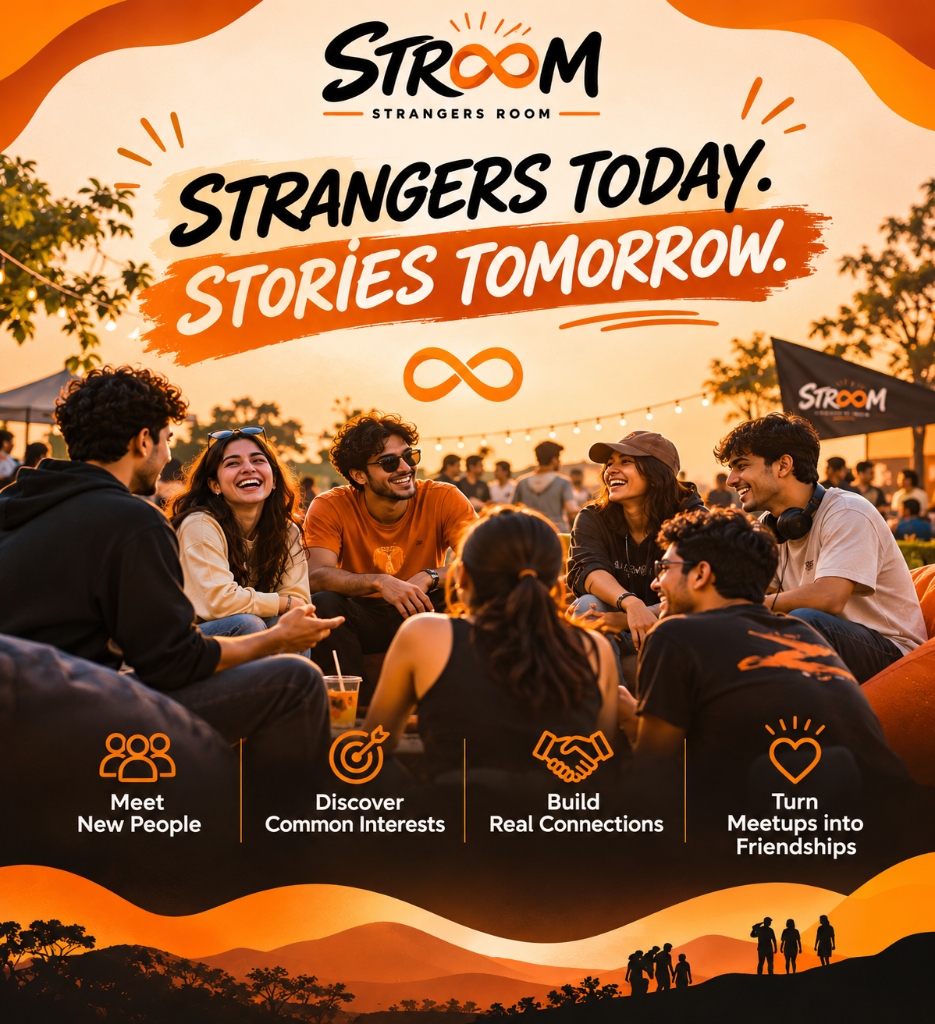 STROOM
STRANGERS ROOM
STRANGERS TODAY.
STORIES TOMORROW.
STROOM
Meet
New People
Discover
Common Interests
Build
Real Connections
Turn
Meetups into
Friendships